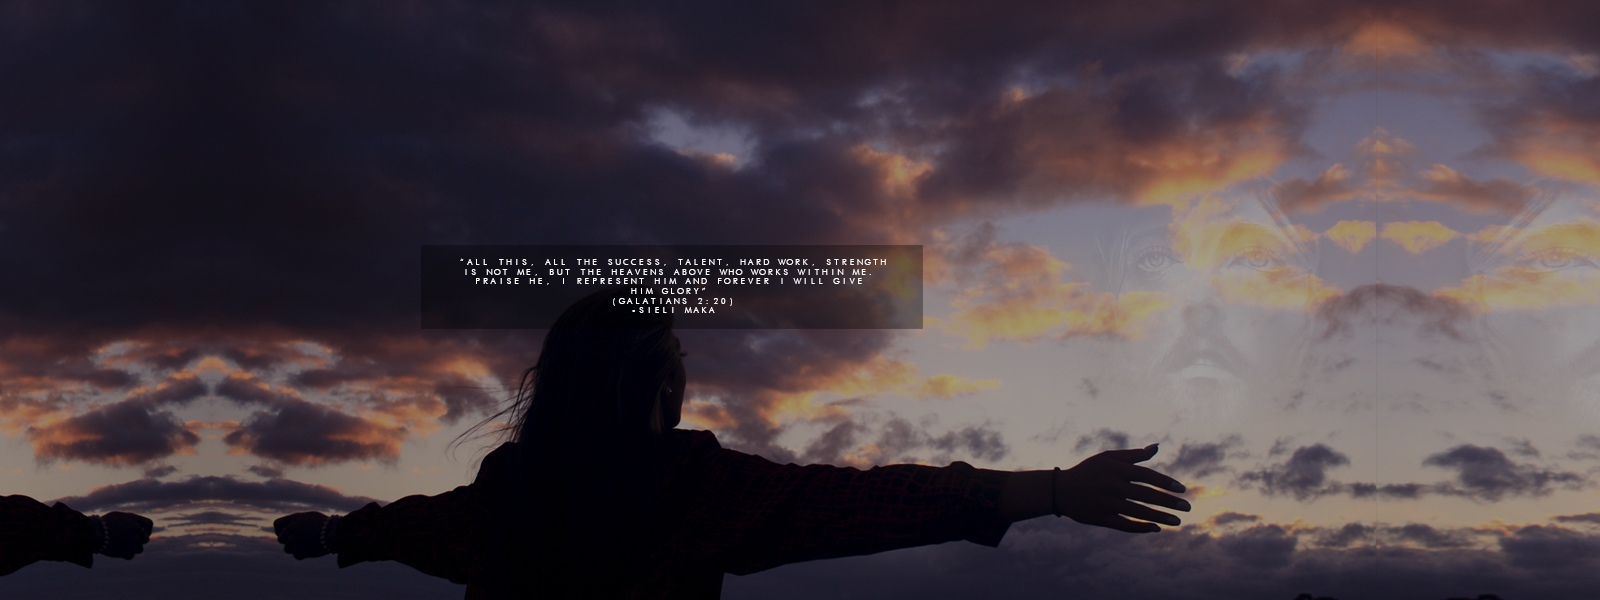 "ALL THIS, ALL THE SUCCESS, TALENT, HARD WORK, STRENGTH
IS NOT ME, BUT THE HEAVENS ABOVE WHO WORKS WITHIN ME.
PRAISE HE, I REPRESENT HIM AND FOREVER I WILL GIVE
HIM GLORY"
(GALATIANS 2:20)
-SIELI MAKA